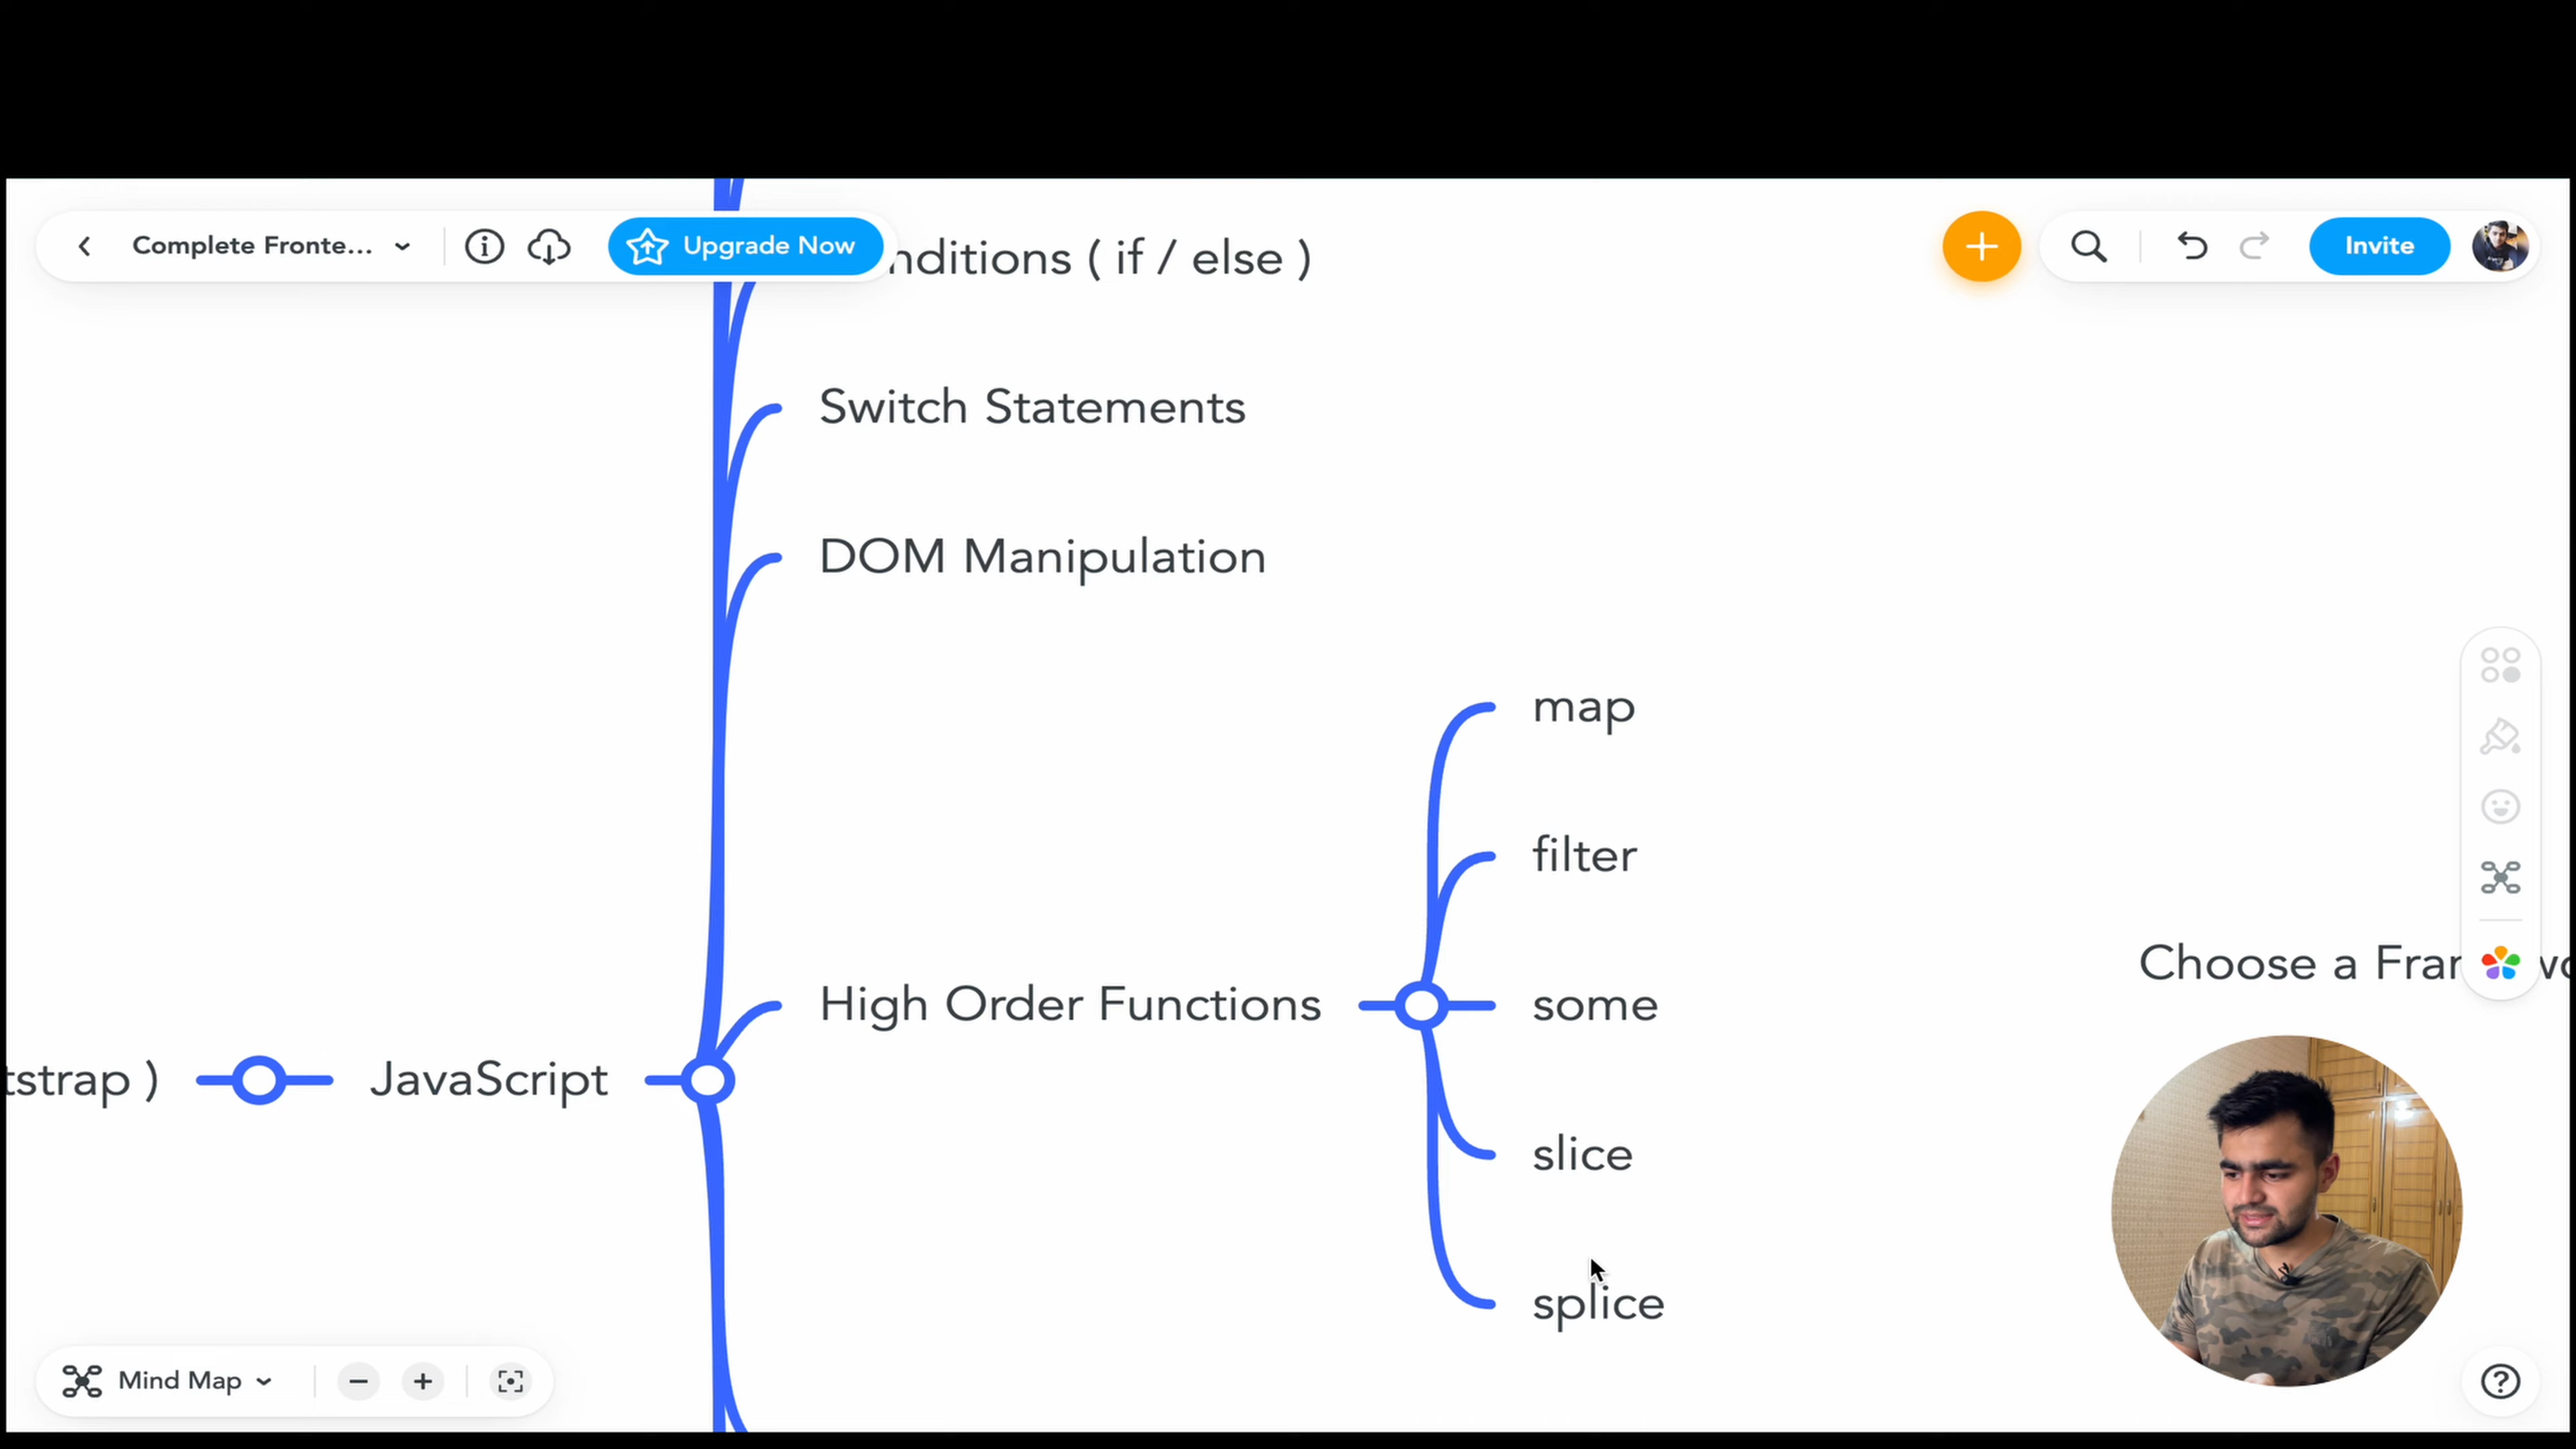 Complete Fronte...
Upgrade Now
nditions ( if / else )
Invite
Switch Statements
DOM Manipulation
map
filter
Choose a Fram
High Order Functions
some
tstrap )
JavaScript
slice
splice
Mind Map